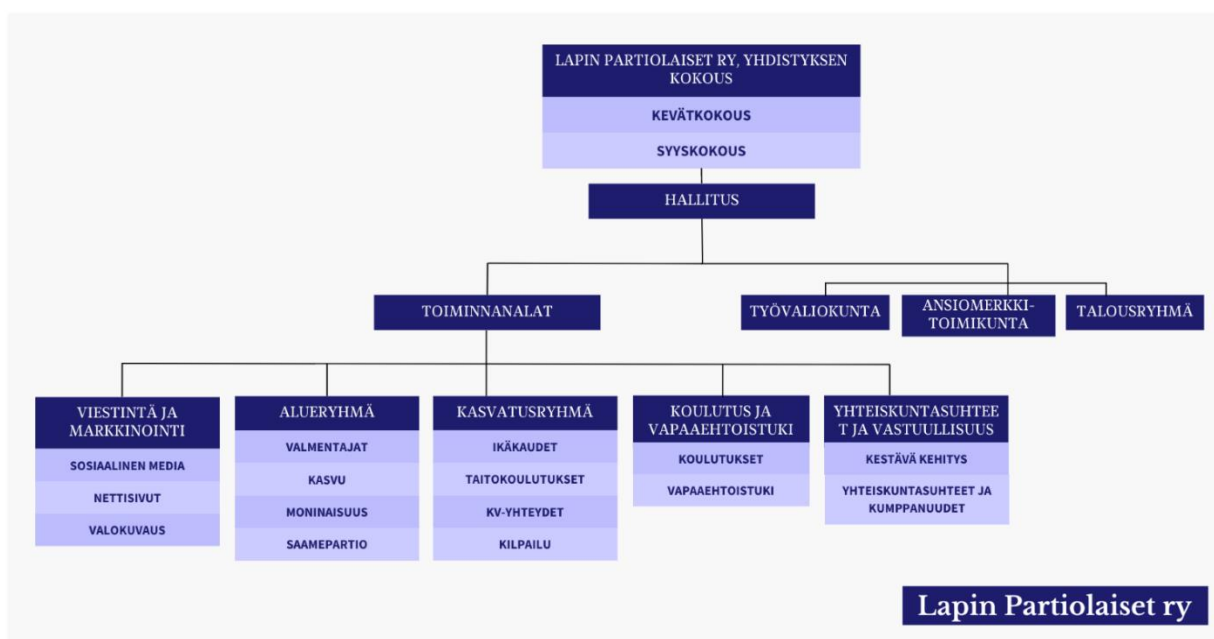 LAPIN PARTIOLAISET RY, YHDISTYKSEN
KOKOUS
KEVÄTKOKOUS
SYYSKOKOUS
HALLITUS
TOIMINNANALAT
TYÖVALIOKUNTA
ANSIOMERKKI-
TOIMIKUNTA
TALOUSRYHMÄ
VIESTINTÄ JA
MARKKINOINTI
SOSIAALINEN MEDIA
NETTISIVUT
VALOKUVAUS
ALUERYHMÄ
VALMENTAJAT
KASVU
MONINAISUUS
SAAMEPARTIO
KASVATUSRYHMÄ
IKÄKAUDET
TAITOKOULUTUKSET
KV-YHTEYDET
KILPAILU
KOULUTUS JA
VAPAAEHTOISTUKI
KOULUTUKSET
VAPAAEHTOISTUKI
YHTEISKUNTASUHTEE
T JA VASTUULLISUUS
KESTÄVÄ KEHITYS
YHTEISKUNTASUHTEET JA
KUMPPANUUDET
Lapin Partiolaiset ry